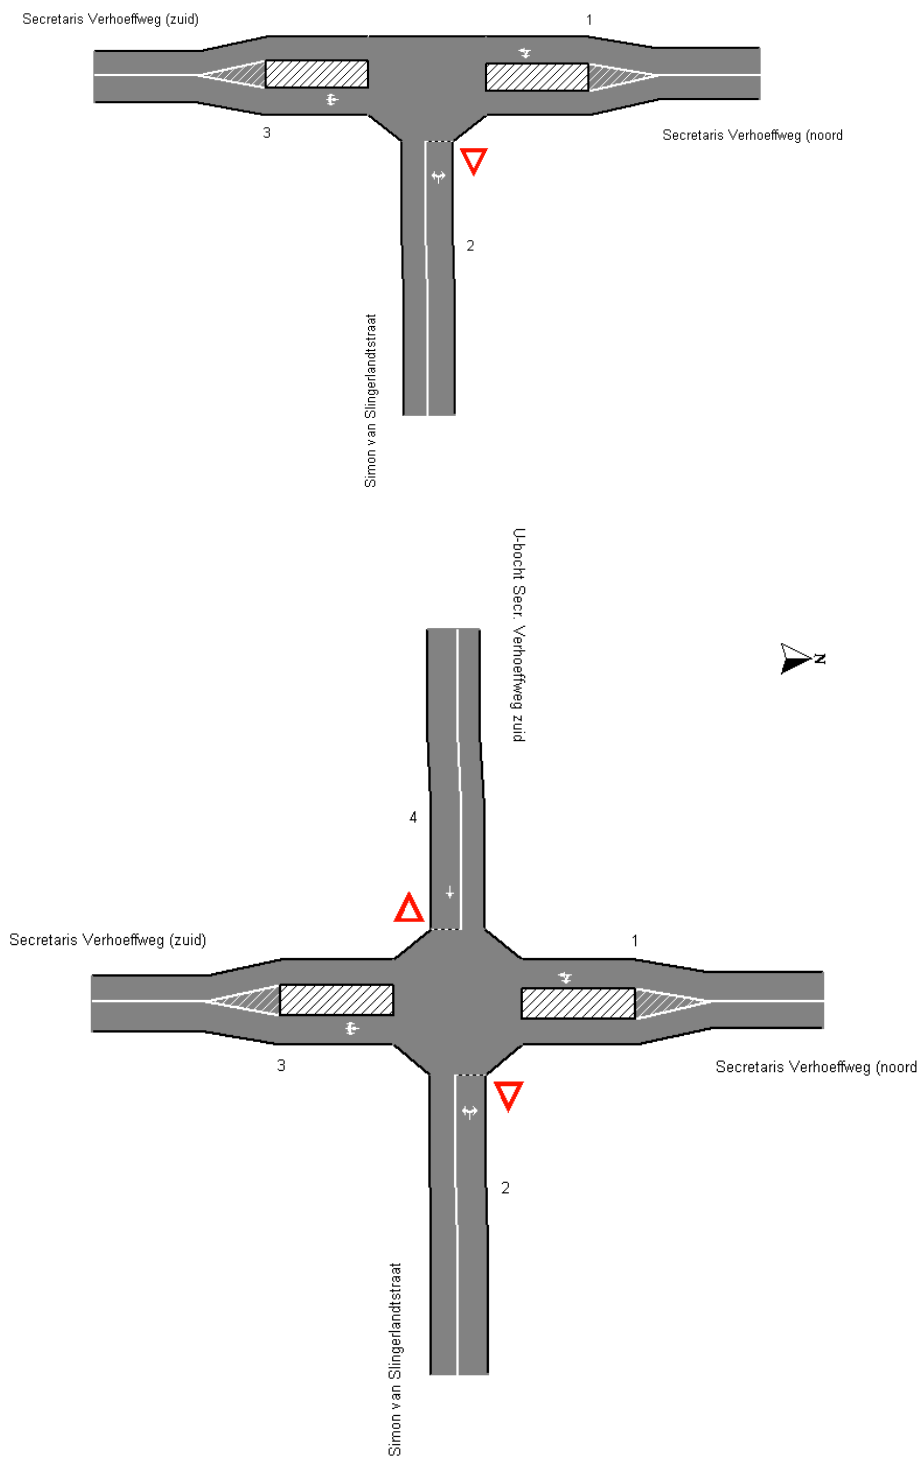 Secretaris Verhoeffweg (zuid)
1
3
Secretaris Verhoeffweg (noord
2
Simon van Slingerlandtstraat
U-bocht Secr. Verhoeffweg zuid
N
4
Secretaris Verhoeffweg (zuid)
1
3
Secretaris Verhoeffweg (noord
2
Simon van Slingerlandtstraat